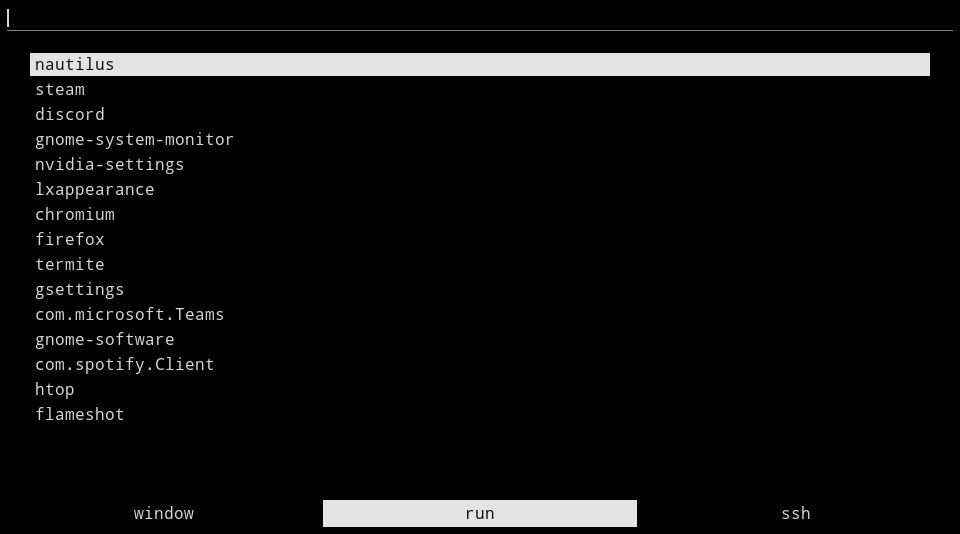 nautilus
steam
discord
gnome-system-monitor
nvidia-settings
lxappearance
chromium
firefox
termite
gsettings
com.microsoft.Teams
gnome-software
com.spotify.Client
htop
flameshot
window run ssh